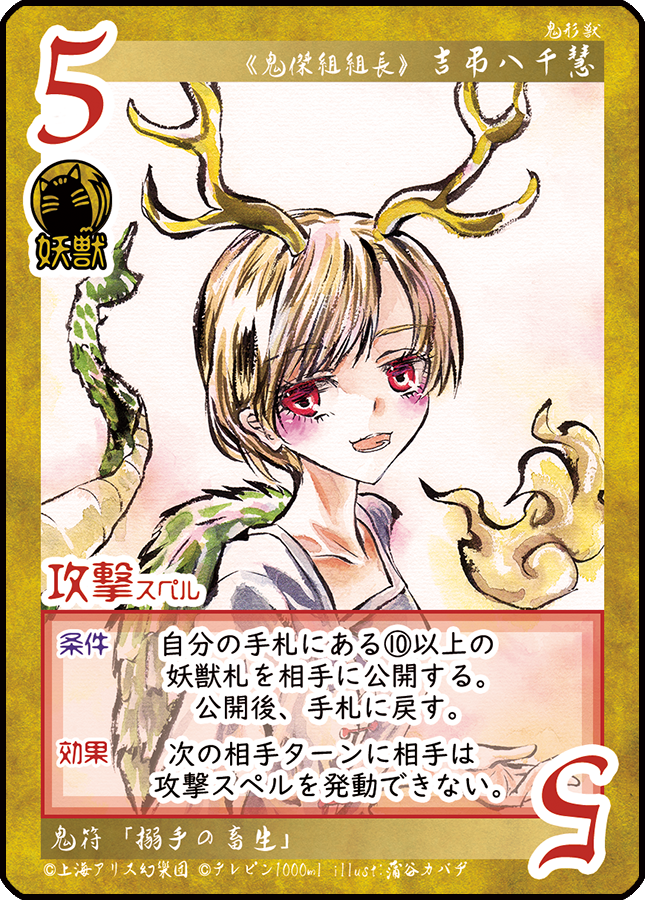 5
鬼形獣
《鬼傑組組長》 吉弔八千慧
妖獣
攻撃スペル
条件 自分の手札にある⑩以上の
妖獣札を相手に公開する。
公開後、手札に戻す。
効果 次の相手ターンに相手は
攻撃スペルを発動できない。
5
鬼符「搦手の畜生」
©上海アリス幻樂団 ©テレビン1000ml illust:蒲谷カバヂ